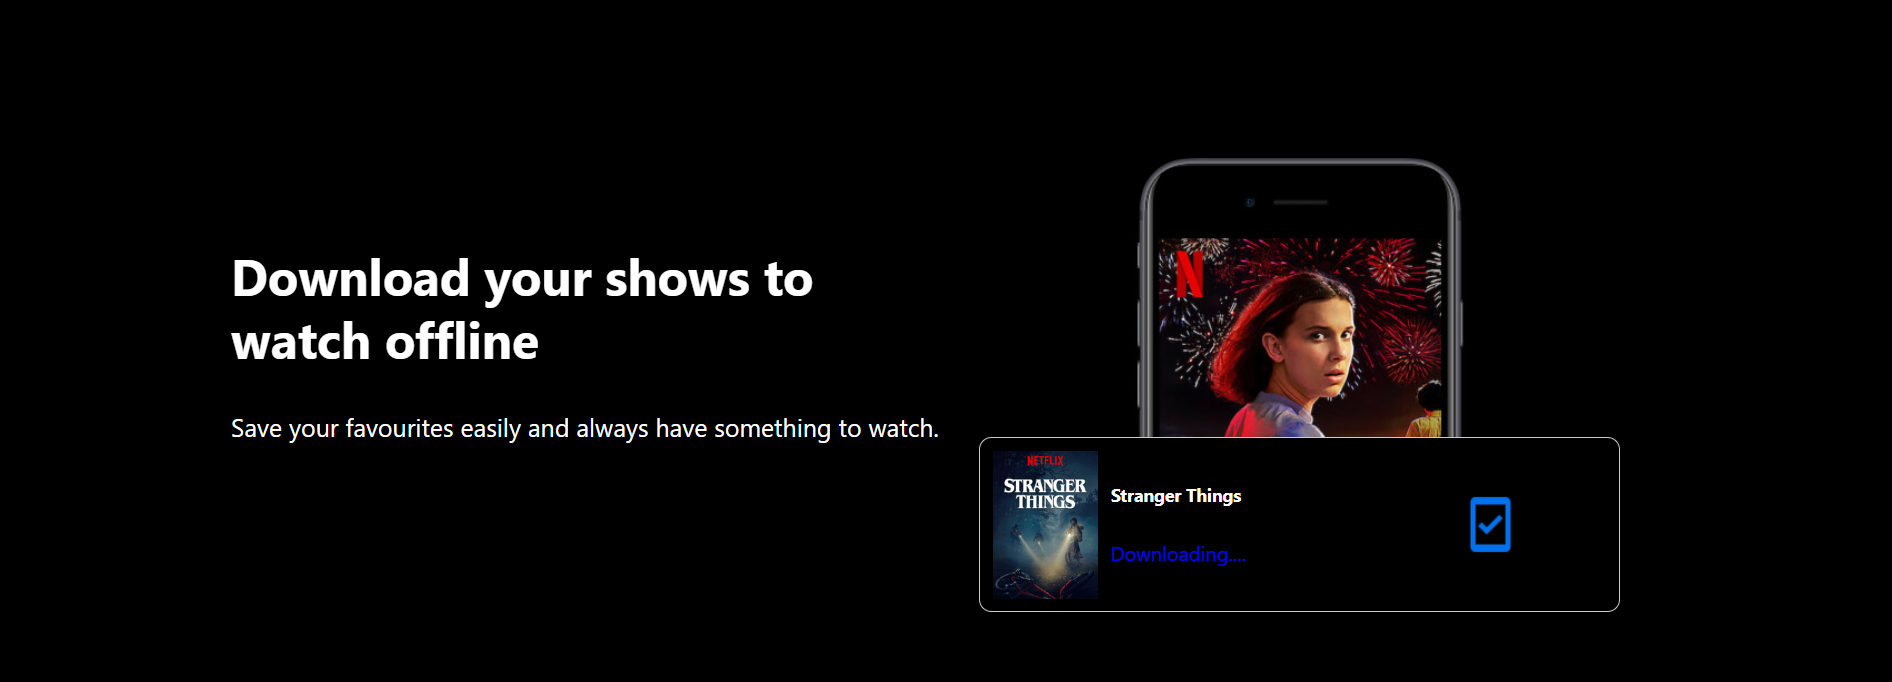 Download your shows to
watch offline
Save your favourites easily and always have something to watch.
N
NETFLIX
STRANGER
THINGS
Stranger Things
Downloading....